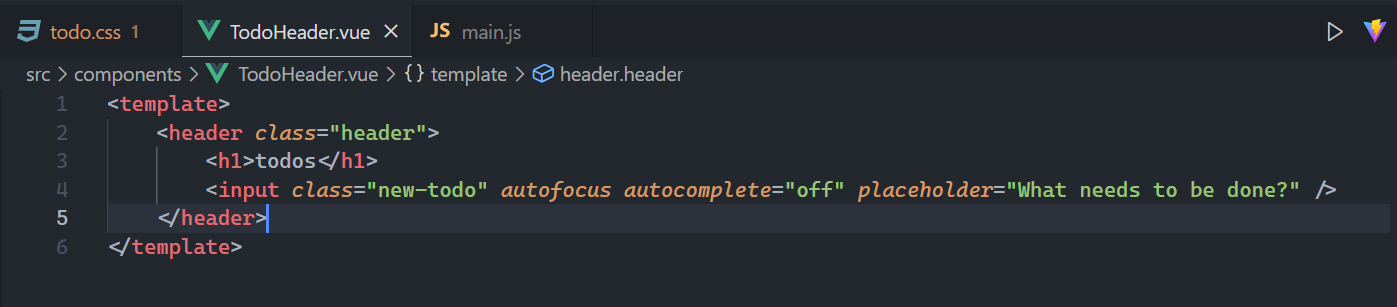 todo.css 1 TodoHeader.vue JS main.js
src > components > TodoHeader.vue > {} template > header.header
1 <template>
2     <header class="header">
3         <h1>todos</h1>
4         <input class="new-todo" autofocus autocomplete="off" placeholder="What needs to be done?" />
5     </header>
6 </template>